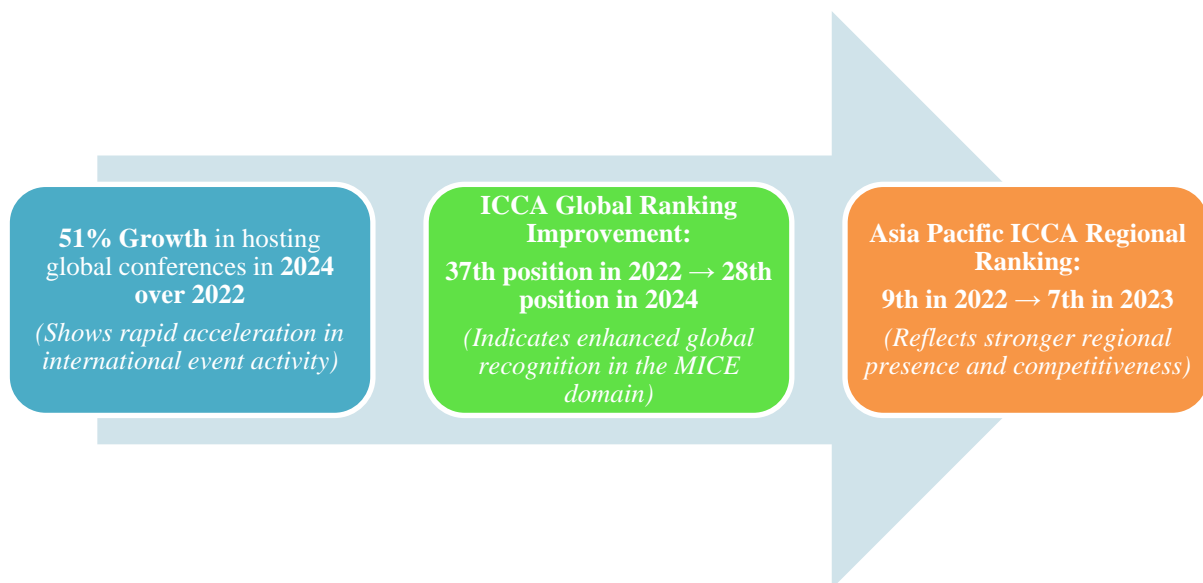 51% Growth in hosting
global conferences in 2024
over 2022
(Shows rapid acceleration in
international event activity)
ICCA Global Ranking
Improvement:
37th position in 2022 → 28th
position in 2024
(Indicates enhanced global
recognition in the MICE
domain)
Asia Pacific ICCA Regional
Ranking:
9th in 2022 → 7th in 2023
(Reflects stronger regional
presence and competitiveness)